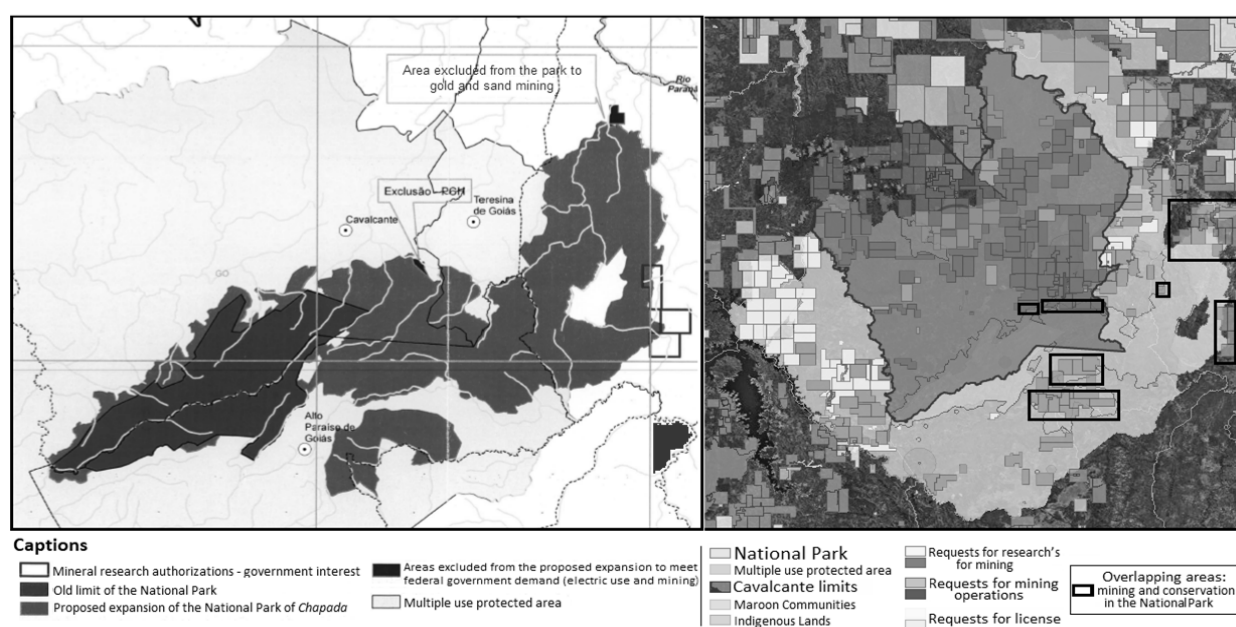 Area excluded from the park to
gold and sand mining
Rio
Exclusão - PCH
Teresina
de Goiás
Cavalcante
GO
Alto
Paraíso de
Goiás
Captions
Mineral research authorizations - government interest
Old limit of the National Park
Proposed expansion of the National Park of Chapada
Areas excluded from the proposed expansion to meet
federal government demand (electric use and mining)
Multiple use protected area
National Park
Multiple use protected area
Cavalcante limits
Maroon Communities
Indigenous Lands
Requests for research's
for mining
Requests for mining
operations
Requests for license
Overlapping areas:
mining and conservation
in the NationalPark